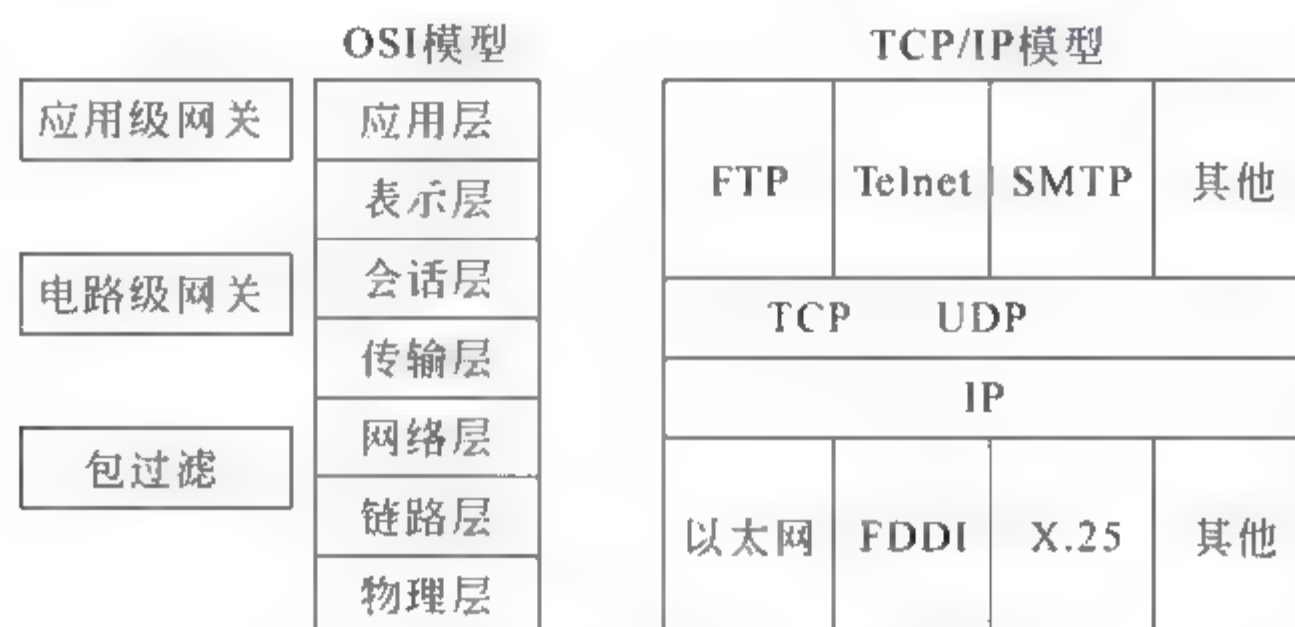 OSI模型
TCP/IP模型
应用级网关
电路级网关
包过滤
应用层
表示层
会话层
传输层
网络层
链路层
物理层
FTP Telnet SMTP 其他
TCP UDP
IP
以太网 FDDI X.25 其他